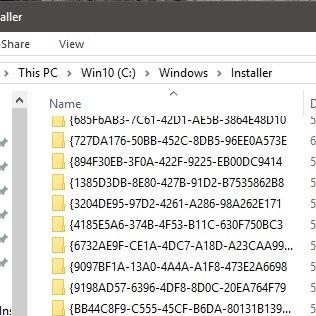 aller
Share View
This PC > Win10 (C:) > Windows > Installer
Name
{685F6AB3-7C61-42D1-AE5B-3864E48D10
{727DA176-50BB-452C-8DB5-96EE0A573E
{894F30EB-3F0A-422F-9225-EB00DC9414
{1385D3DB-8E80-427B-91D2-B7535862B8
{3204DE95-97D2-4261-A286-98A262E171
{4185E5A6-374B-4F53-B11C-630F750BC3
{6732AE9F-CE1A-4DC7-A18D-A23CAA99...
{9097BF1A-13A0-4A4A-A1F8-473E2A6698
{9198AD57-6396-4DF8-8D0C-20EA764F79
{BB44C8F9-C555-45CF-B6DA-80131B139...